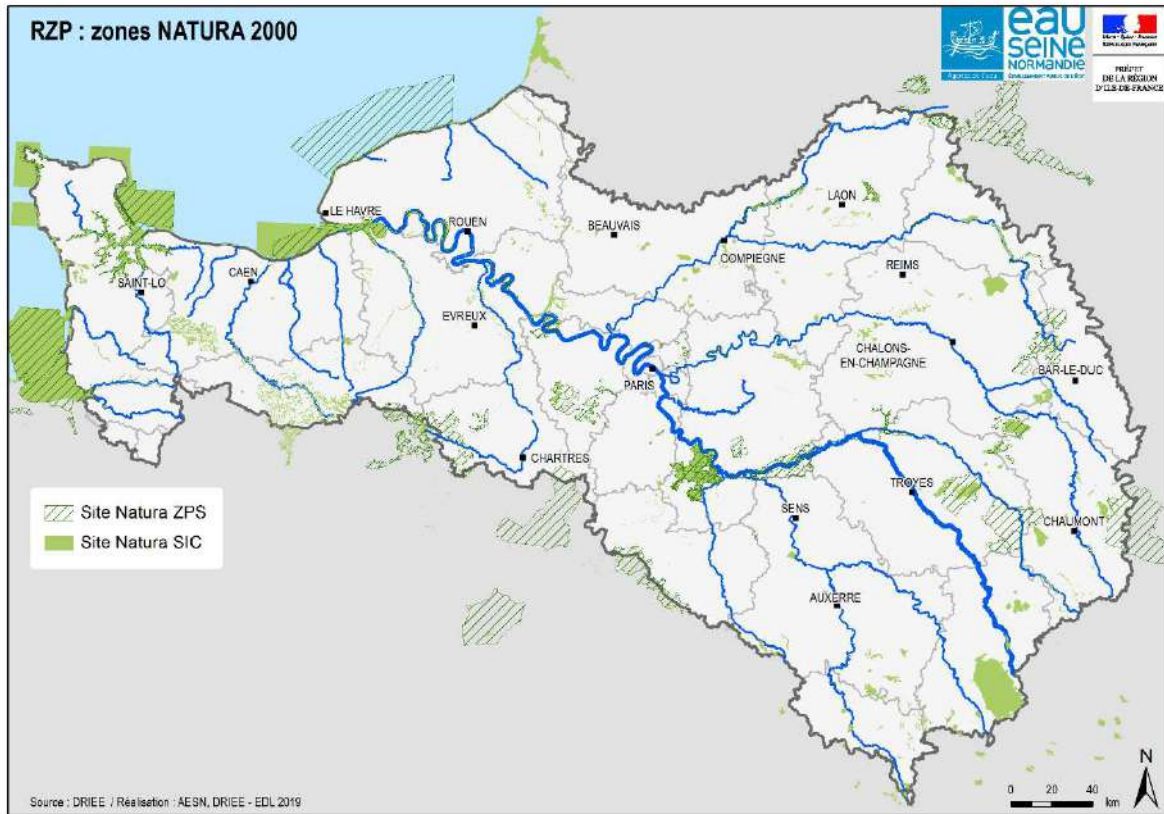 RZP : zones NATURA 2000
eau
SEINE
NORMANDIE
RÉPUBLIQUE FRANÇAISE
PRÉFET
DE LA RÉGION
D'ILE-DE-FRANCE
LE HAVRE
ROUEN
BEAUVAIS
LAON
COMPIEGNE
REIMS
SAINT-LO
CAEN
EVREUX
PARIS
CHALONS-
EN-CHAMPAGNE
BAR-LE-DUC
CHARTRES
TROYES
SENS
CHAUMONT
AUXERRE
Site Natura ZPS
Site Natura SIC
N
0 20 40
km
Source : DRIEE / Réalisation : AESN, DRIEE - EDL 2019